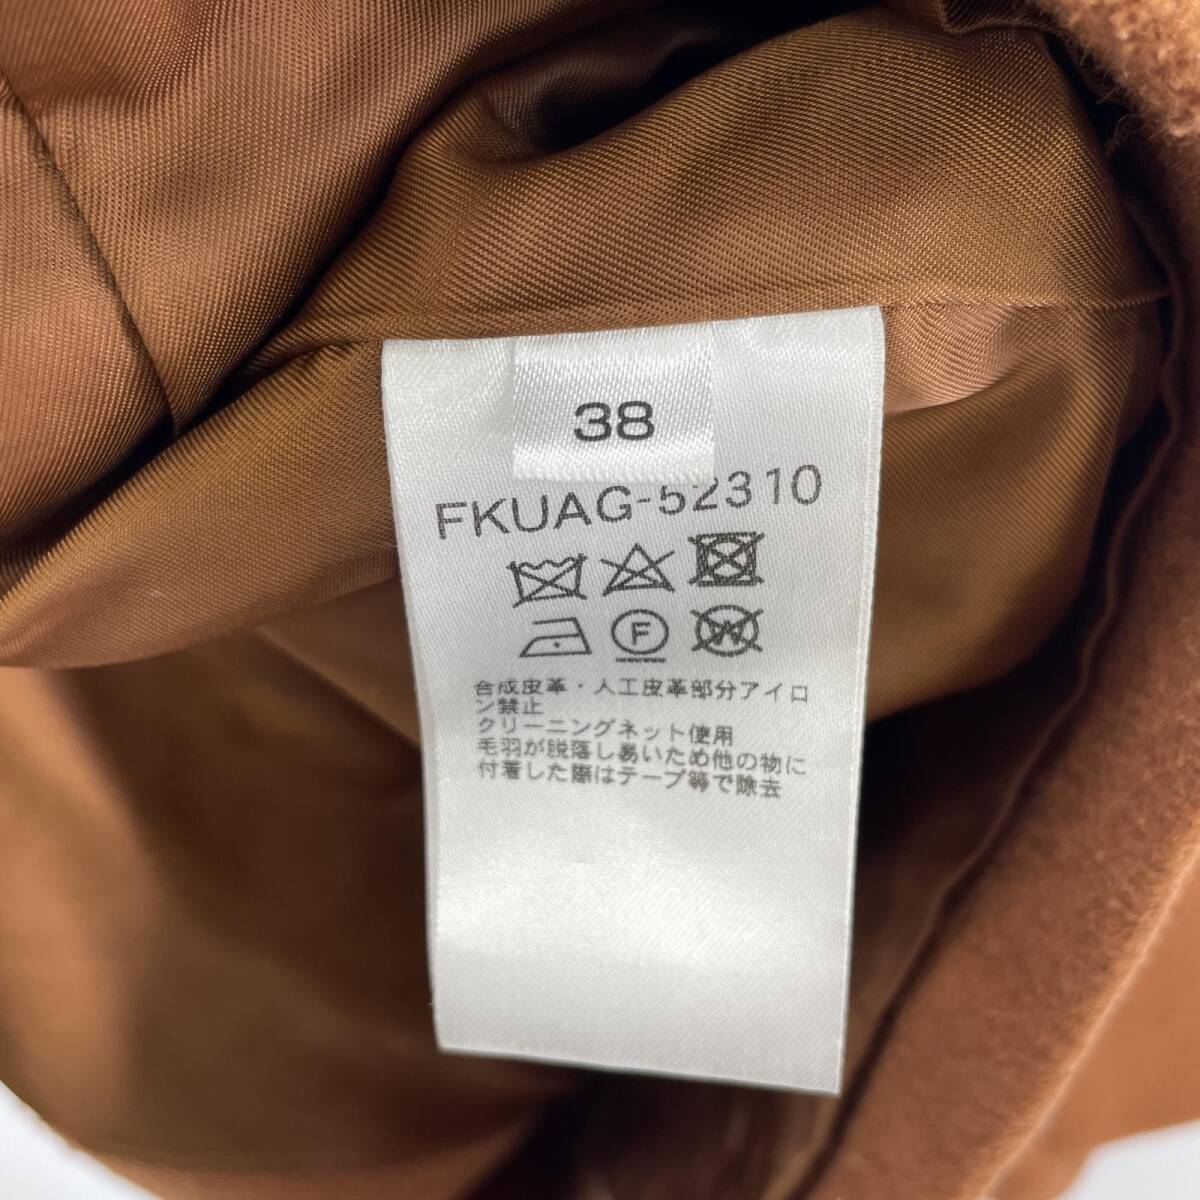 38
FKUAG-52310
F
W
合成皮革・人工皮革部分アイロ
ン禁止
クリーニングネット使用
毛羽が脱落し易いため他の物に
付着した際はテープ等で除去